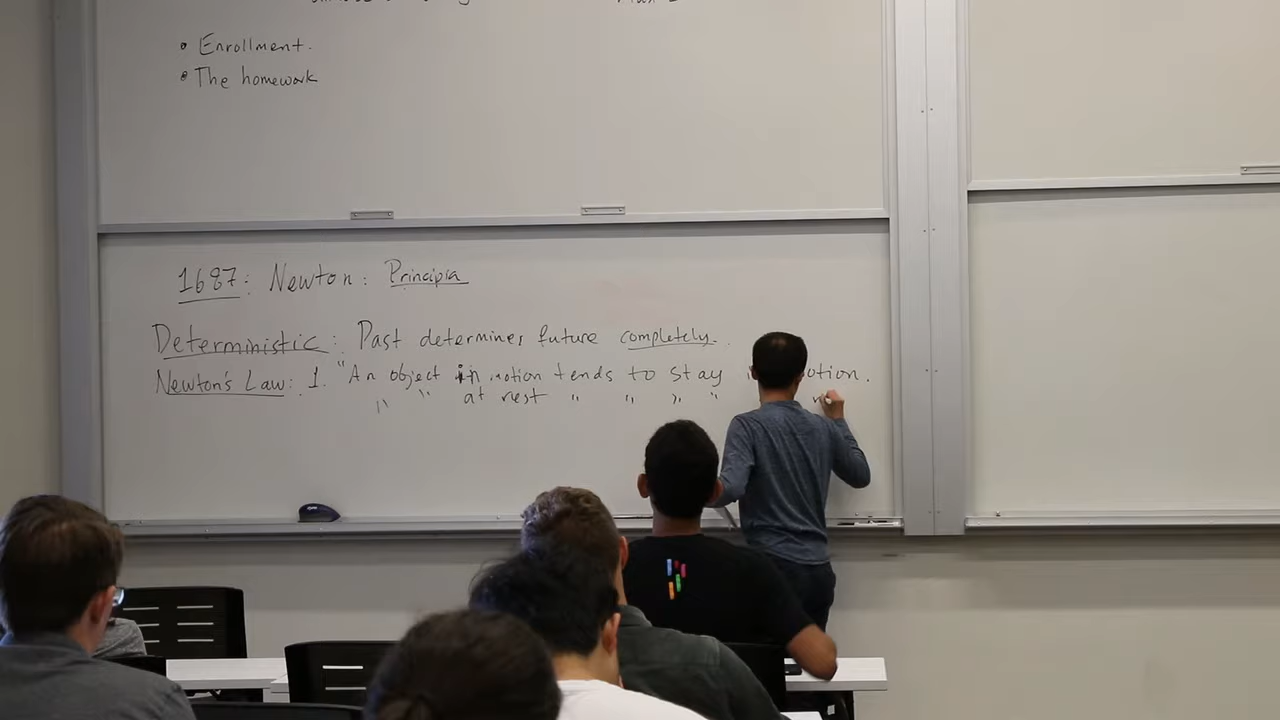 • Enrollment.
• The homework
1687: Newton: Principia
Deterministic: Past determines future completely.
Newton's Law: 1. "An object in motion tends to stay otion.
" " at rest " " " "